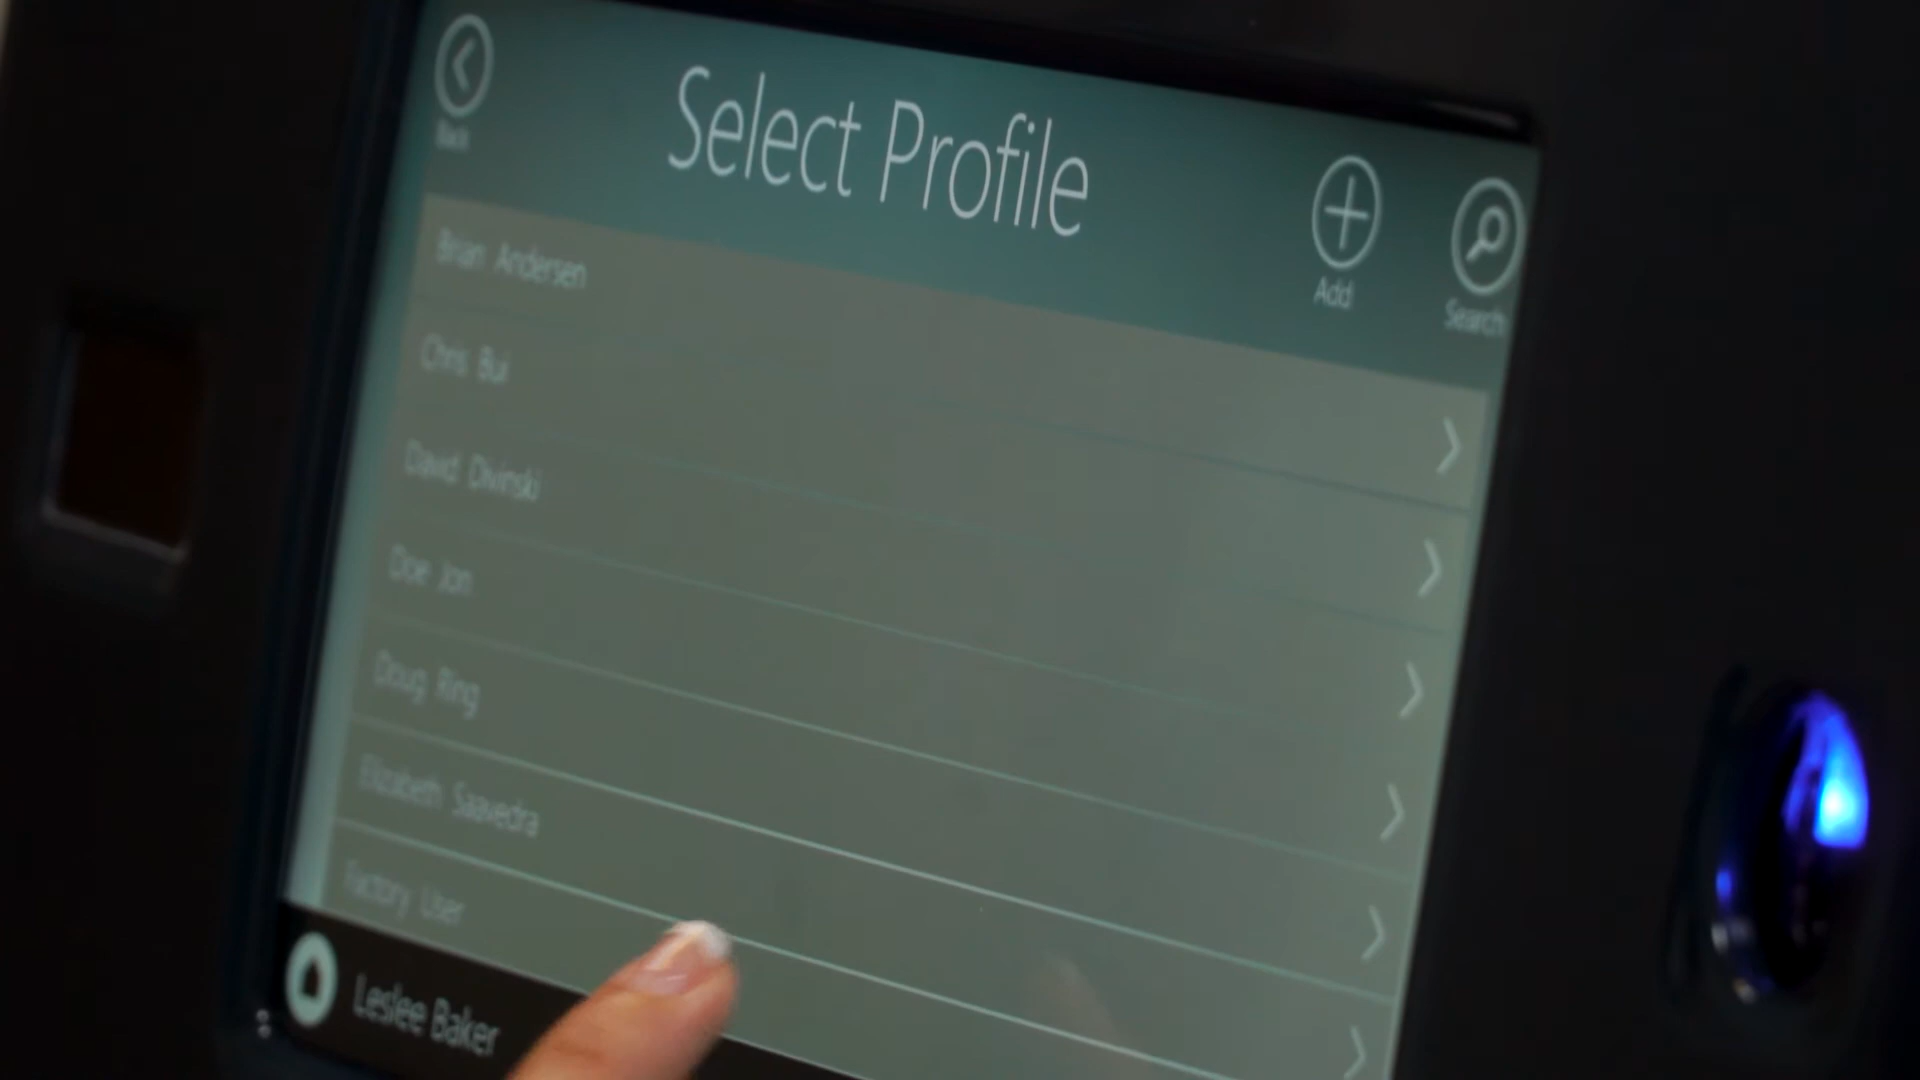 Back
Select Profile
Add
Search
Brian Andersen
Chris Bui
David Divinski
Doe Jon
Doug Ring
Elizabeth Saavedra
Factory User
Leslee Baker